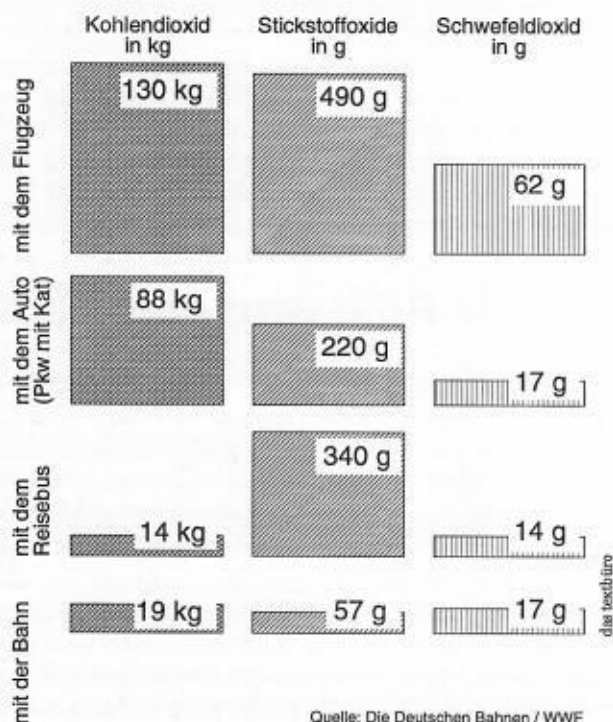 Kohlendioxid
in kg
Stickstoffoxide
in g
Schwefeldioxid
in g
mit dem Flugzeug
130 kg
490 g
62 g
mit dem Auto
(Pkw mit Kat)
88 kg
220 g
17 g
mit dem
Reisebus
14 kg
340 g
14 g
mit der Bahn
19 kg
57 g
17 g
das textbüro
Quelle: Die Deutschen Bahnen / WWF